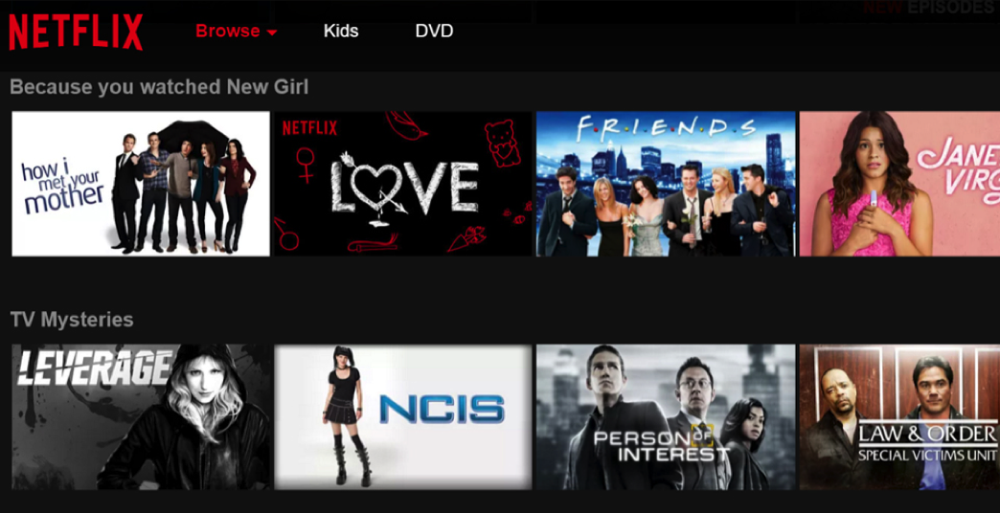 NEW EPISODES
NETFLIX Browse Kids DVD
Because you watched New Girl
how i
met your
mother
NETFLIX
LOVE
F•R•I•E•N•D•S
JANE
VIRG
TV Mysteries
LEVERAGE
NCIS
PERSON OF
INTEREST
LAW & ORDER
SPECIAL VICTIMS UNIT